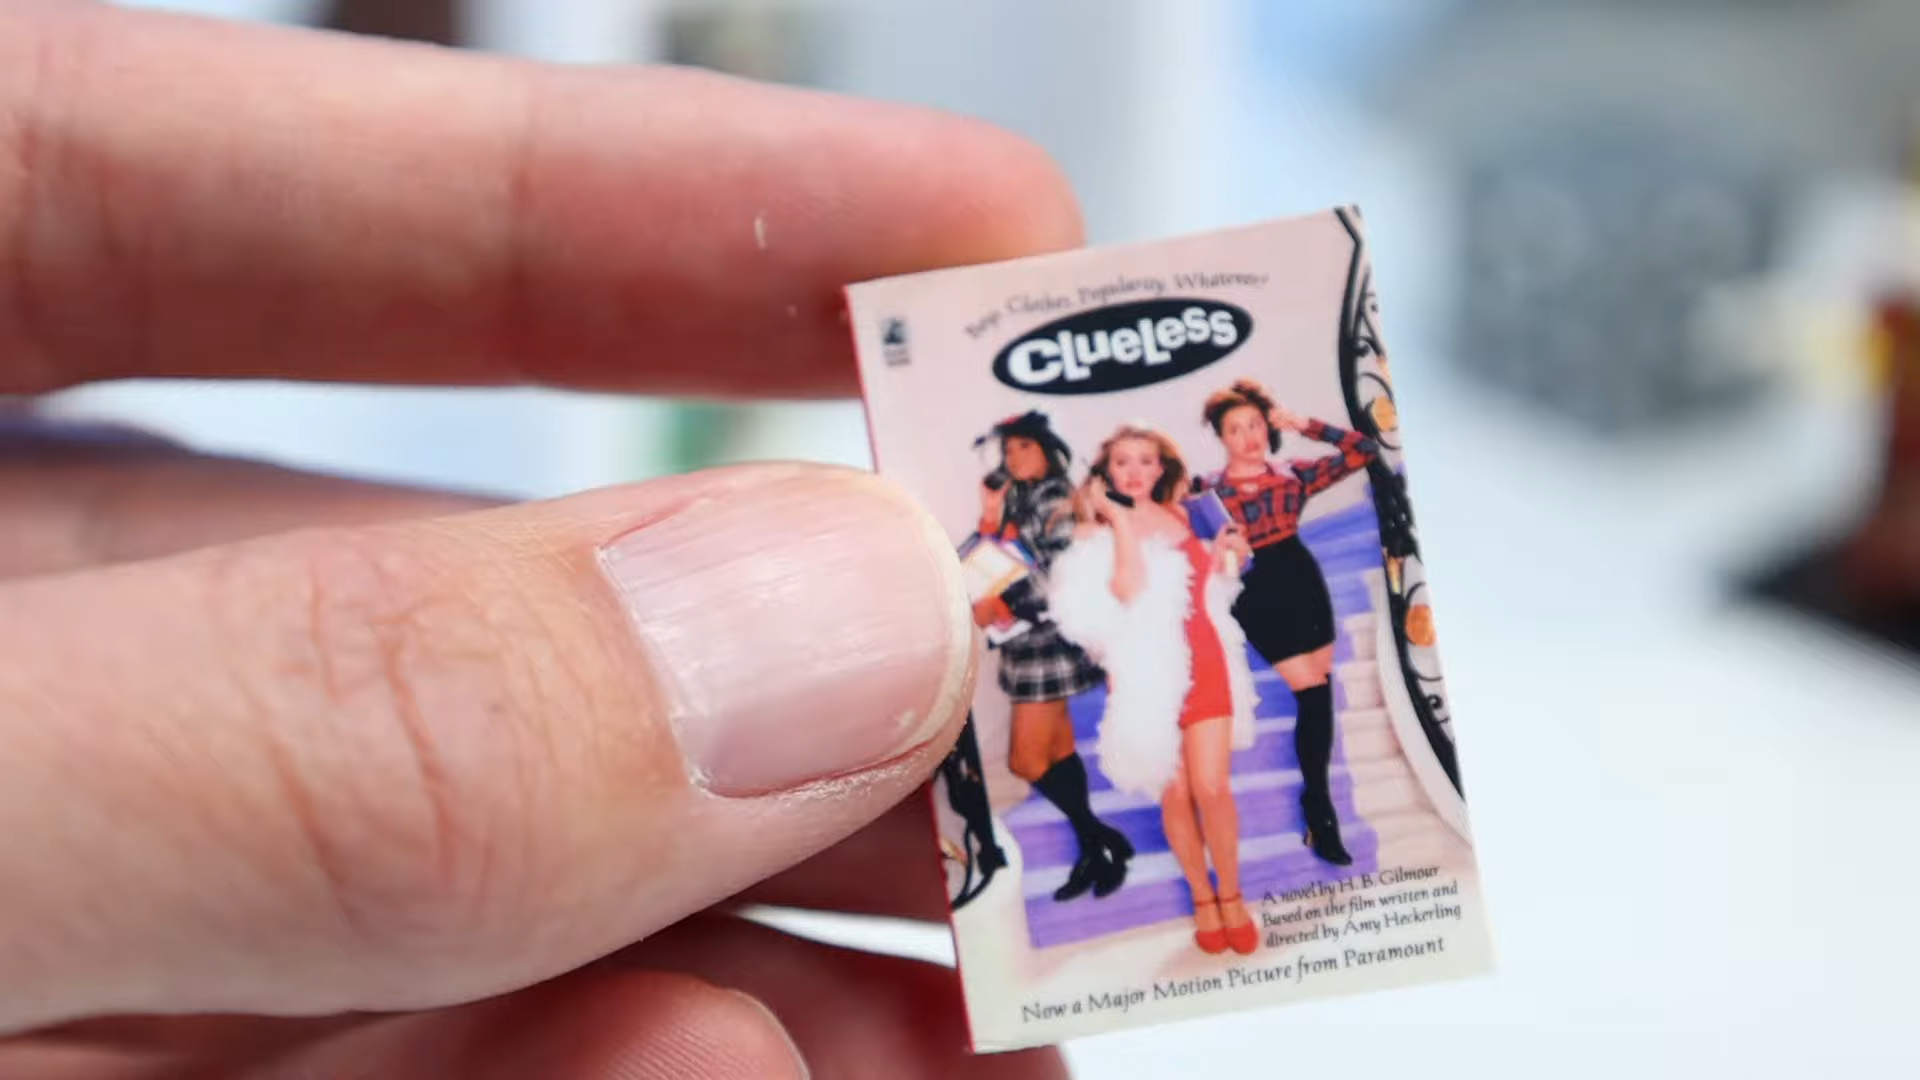 Boys. Clothes. Popularity. Whatever!
CLueLess
A novel by H. B. Gilmour
Based on the film written and
directed by Amy Heckerling
Now a Major Motion Picture from Paramount